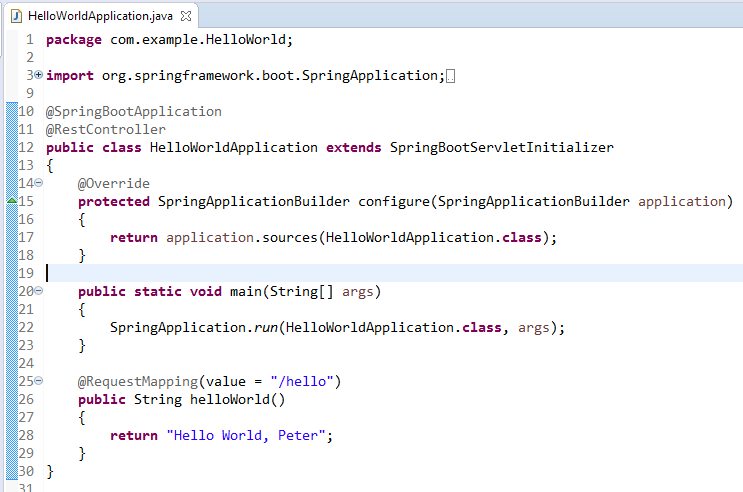 HelloWorldApplication.java
1 package com.example.HelloWorld;
2
3 import org.springframework.boot.SpringApplication;
9
10 @SpringBootApplication
11 @RestController
12 public class HelloWorldApplication extends SpringBootServletInitializer
13 {
14     @Override
15     protected SpringApplicationBuilder configure(SpringApplicationBuilder application)
16     {
17         return application.sources(HelloWorldApplication.class);
18     }
19
20     public static void main(String[] args)
21     {
22         SpringApplication.run(HelloWorldApplication.class, args);
23     }
24
25     @RequestMapping(value = "/hello")
26     public String helloWorld()
27     {
28         return "Hello World, Peter";
29     }
30 }
31